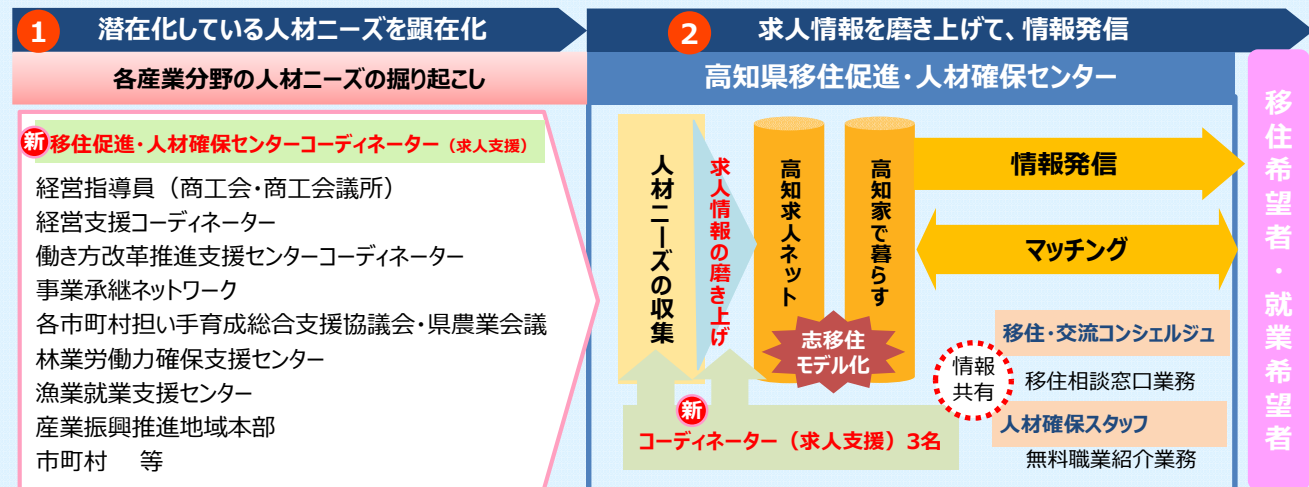 1 潜在化している人材ニーズを顕在化
2 求人情報を磨き上げて、情報発信
各産業分野の人材ニーズの掘り起こし
新 移住促進・人材確保センターコーディネーター（求人支援）
経営指導員（商工会・商工会議所）
経営支援コーディネーター
働き方改革推進支援センターコーディネーター
事業承継ネットワーク
各市町村担い手育成総合支援協議会・県農業会議
林業労働力確保支援センター
漁業就業支援センター
産業振興推進地域本部
市町村　等
高知県移住促進・人材確保センター
人材ニーズの収集
求人情報の磨き上げ
高知求人ネット
高知家で暮らす
志移住
モデル化
新
コーディネーター（求人支援）3名
情報発信
マッチング
情報
共有
移住・交流コンシェルジュ
移住相談窓口業務
人材確保スタッフ
無料職業紹介業務
移住希望者・就業希望者